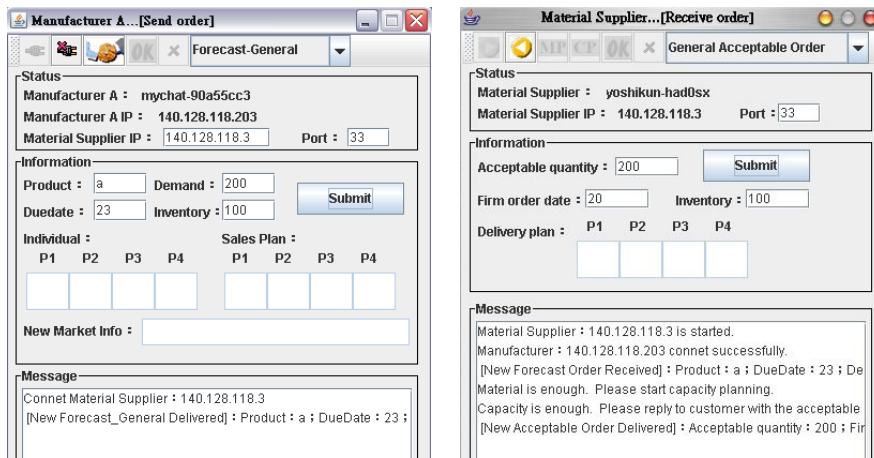 Manufacturer A...[Send order]
OK
Forecast-General
Status
Manufacturer A： mychat-90a55cc3
Manufacturer A IP： 140.128.118.203
Material Supplier IP： 140.128.118.3 Port： 33
Information
Product： a Demand： 200
Submit
Duedate： 23 Inventory： 100
Individual： Sales Plan：
P1 P2 P3 P4 P1 P2 P3 P4
New Market Info：
Message
Connet Material Supplier：140.128.118.3
[New Forecast_General Delivered]：Product：a；DueDate：23；
Material Supplier...[Receive order]
MP CP OK
General Acceptable Order
Status
Material Supplier： yoshikun-had0sx
Material Supplier IP： 140.128.118.3 Port： 33
Information
Acceptable quantity： 200 Submit
Firm order date： 20 Inventory： 100
Delivery plan： P1 P2 P3 P4
Message
Material Supplier：140.128.118.3 is started.
Manufacturer：140.128.118.203 connet successfully.
[New Forecast Order Received]：Product：a；DueDate：23；De
Material is enough. Please start capacity planning.
Capacity is enough. Please reply to customer with the acceptable
[New Acceptable Order Delivered]：Acceptable quantity：200；Fir